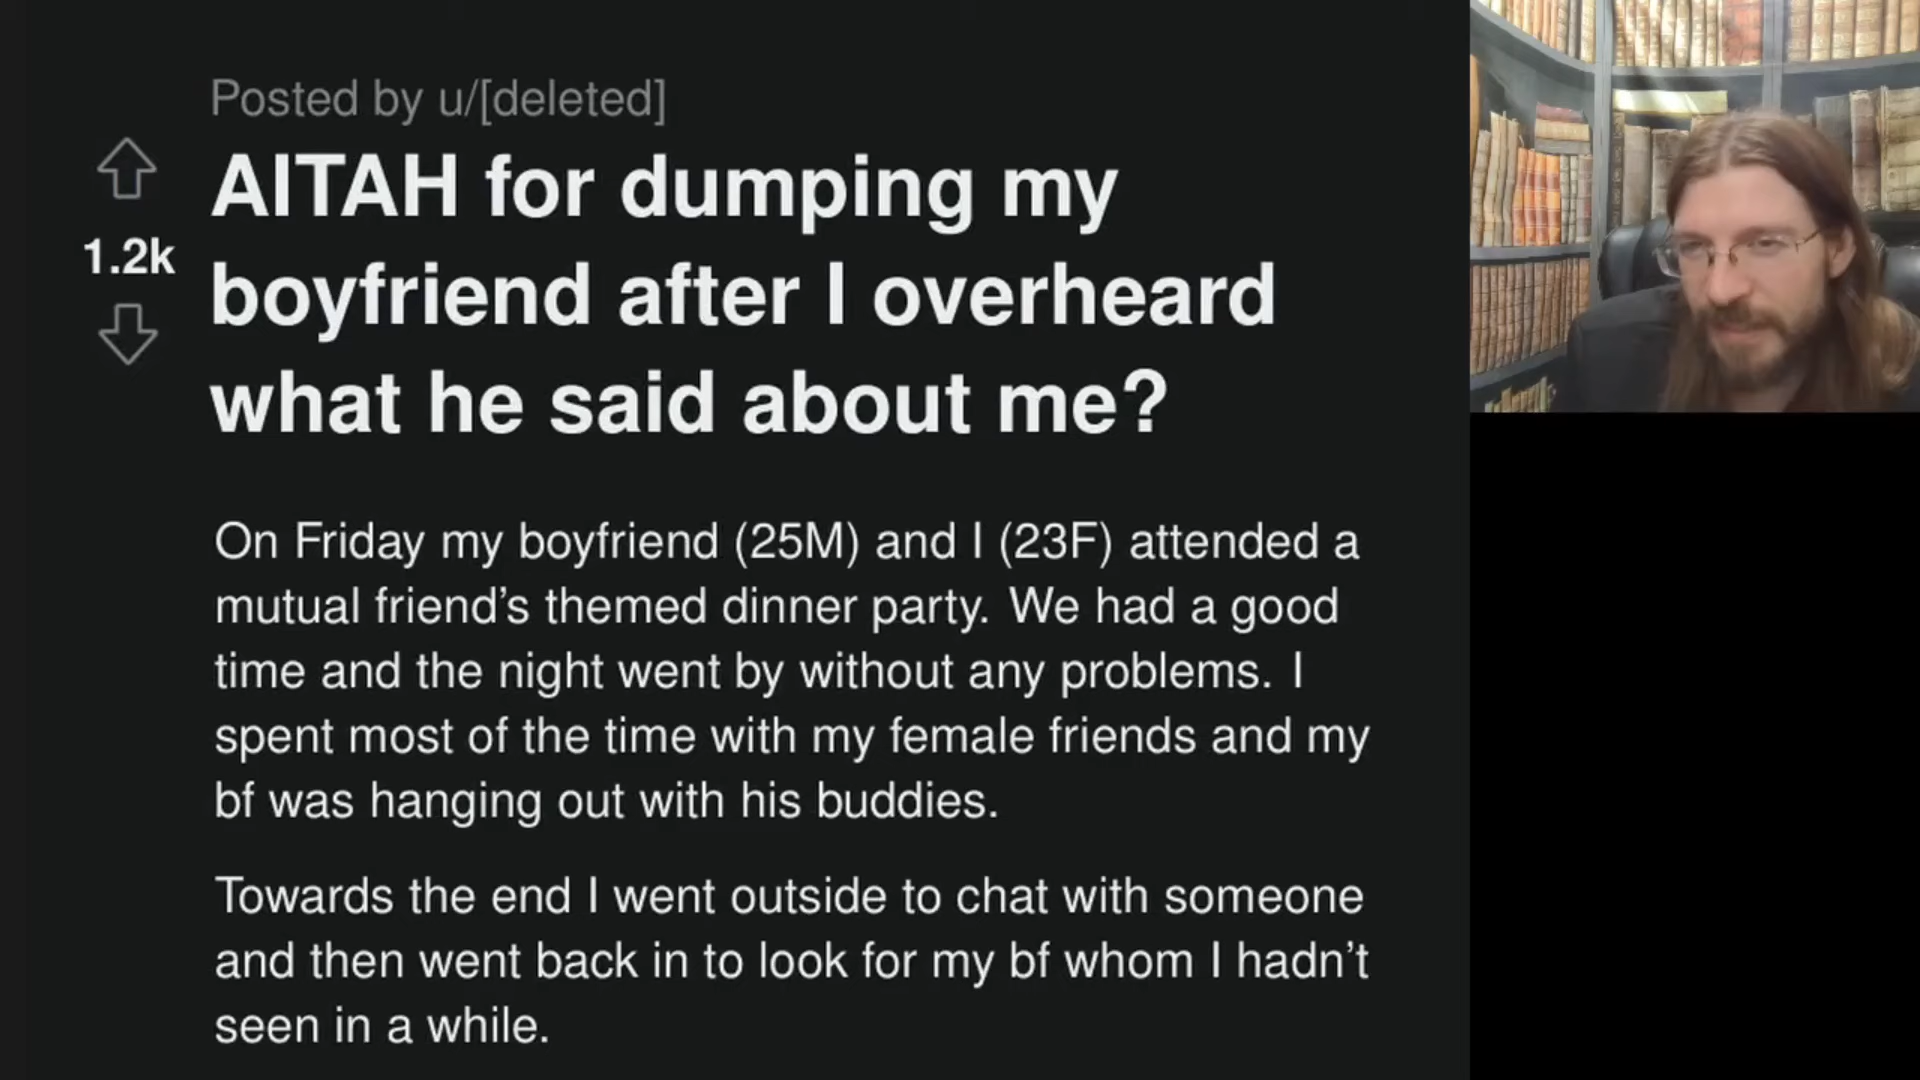 Posted by u/[deleted]
AITAH for dumping my
boyfriend after I overheard
what he said about me?
1.2k
On Friday my boyfriend (25M) and I (23F) attended a
mutual friend’s themed dinner party. We had a good
time and the night went by without any problems. I
spent most of the time with my female friends and my
bf was hanging out with his buddies.
Towards the end I went outside to chat with someone
and then went back in to look for my bf whom I hadn’t
seen in a while.